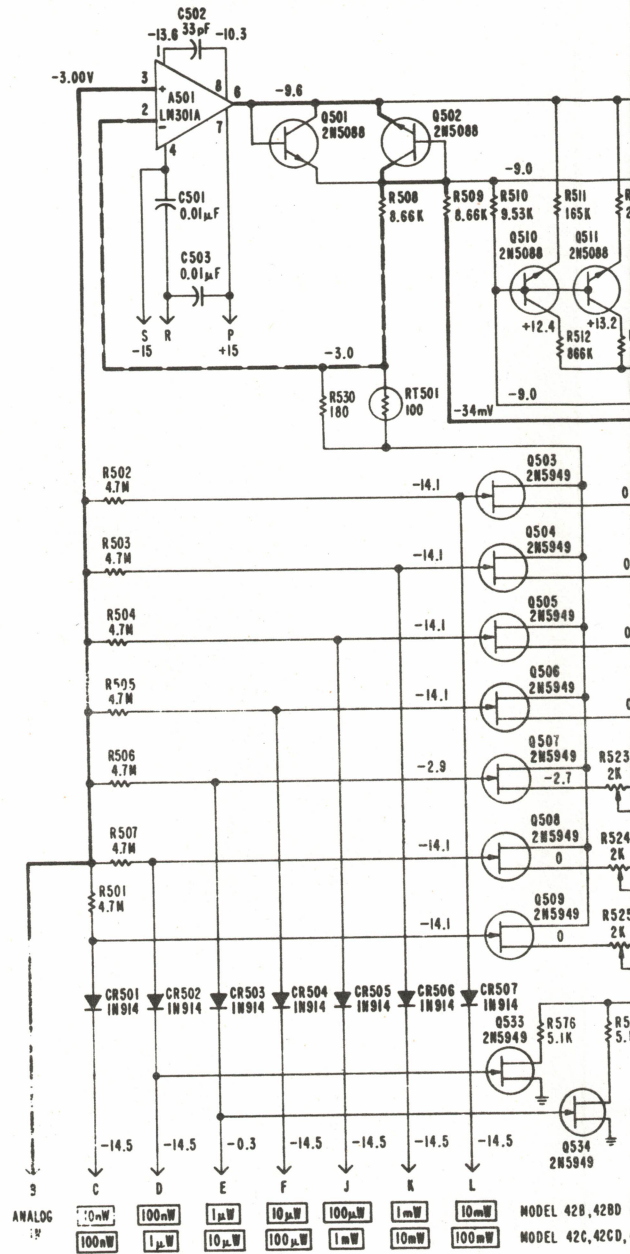 C502
33pF
-13.6 -10.3
1
-3.00V 3 + 8 6 -9.6
A501
LM301A
2 - 7
4
Q501
2N5088
Q502
2N5088
-9.0
C501
0.01µF
C503
0.01µF
R508
8.66K
R509
8.66K
R510
9.53K
R511
165K
R
2
Q510
2N5088
Q511
2N5088
+12.4
+13.2
R512
866K
S R P
-15 +15
-3.0
-9.0
R530
180
RT501
100
-34mV
R502
4.7M
-14.1
Q503
2N5949
0
R503
4.7M
-14.1
Q504
2N5949
0
R504
4.7M
-14.1
Q505
2N5949
0
R505
4.7M
-14.1
Q506
2N5949
0
R506
4.7M
-2.9
Q507
2N5949
-2.7
R523
2K
R507
4.7M
-14.1
Q508
2N5949
0
R524
2K
R501
4.7M
-14.1
Q509
2N5949
0
R525
2K
CR501
1N914
CR502
1N914
CR503
1N914
CR504
1N914
CR505
1N914
CR506
1N914
CR507
1N914
Q533
2N5949
R576
5.1K
R5
5.1
Q534
2N5949
-14.5 -14.5 -0.3 -14.5 -14.5 -14.5 -14.5
C D E F J K L
ANALOG
10nW 100nW 1µW 10µW 100µW 1mW 10mW MODEL 42B,42BD
100nW 1µW 10µW 100µW 1mW 10mW 100mW MODEL 42C,42CD,